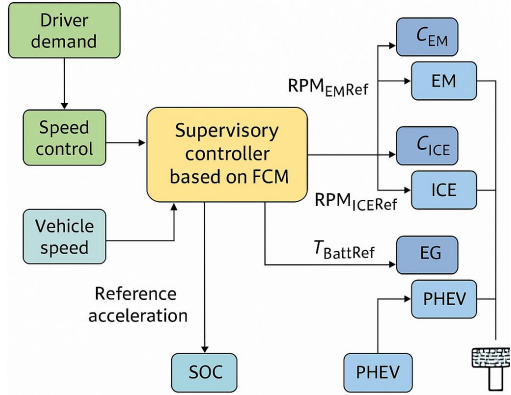 Driver
demand
Speed
control
Vehicle
speed
Supervisory
controller
based on FCM
Reference
acceleration
SOC
RPM_EMRef
RPM_ICERef
T_BattRef
C_EM
EM
C_ICE
ICE
EG
PHEV
PHEV